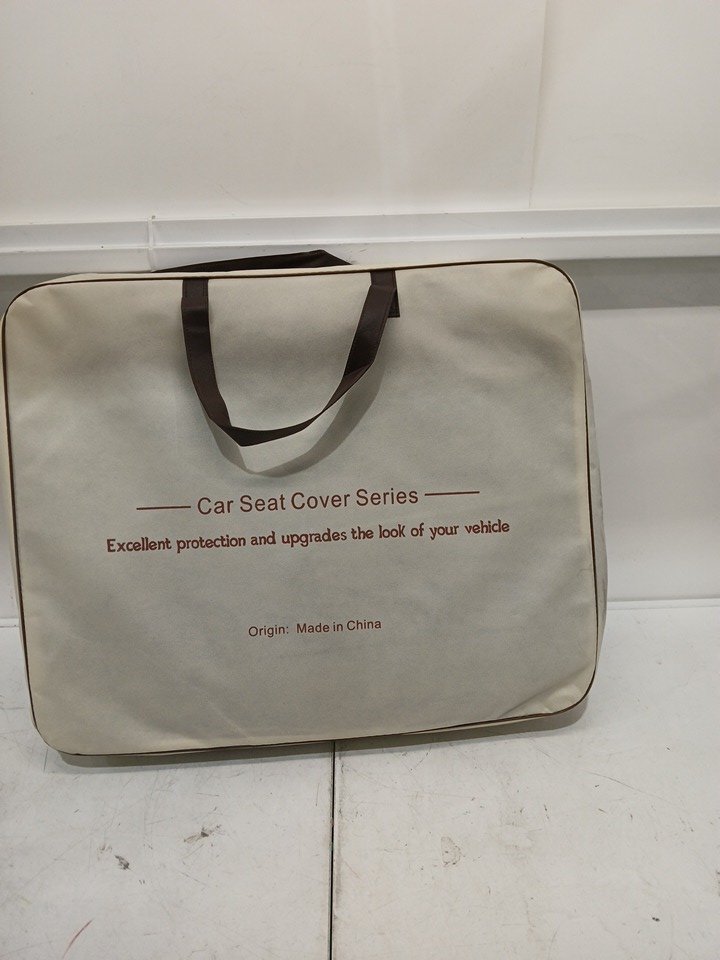 Car Seat Cover Series
Excellent protection and upgrades the look of your vehicle
Origin: Made in China